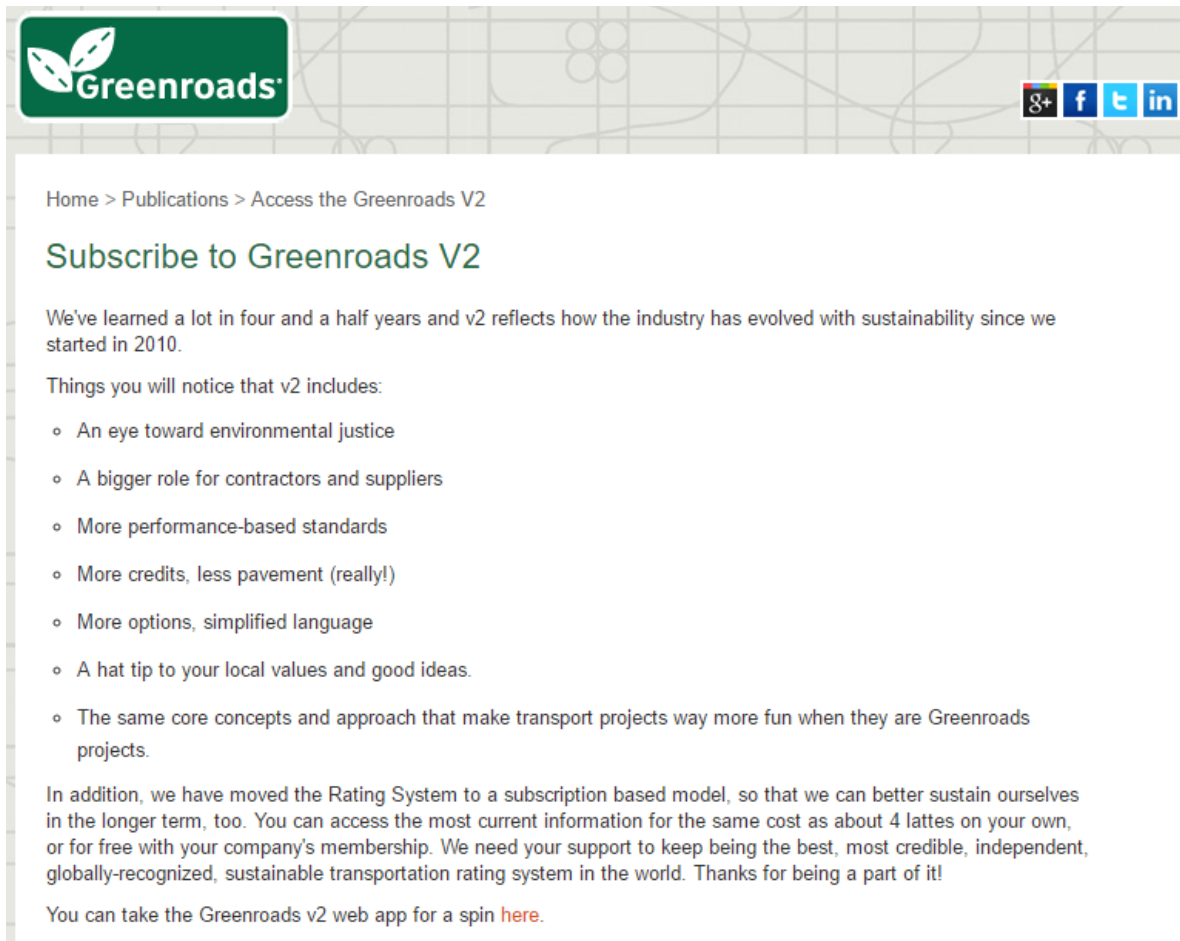 Greenroads
g+ f t in
Home > Publications > Access the Greenroads V2
Subscribe to Greenroads V2
We've learned a lot in four and a half years and v2 reflects how the industry has evolved with sustainability since we
started in 2010.
Things you will notice that v2 includes:
An eye toward environmental justice
A bigger role for contractors and suppliers
More performance-based standards
More credits, less pavement (really!)
More options, simplified language
A hat tip to your local values and good ideas.
The same core concepts and approach that make transport projects way more fun when they are Greenroads
projects.
In addition, we have moved the Rating System to a subscription based model, so that we can better sustain ourselves
in the longer term, too. You can access the most current information for the same cost as about 4 lattes on your own,
or for free with your company's membership. We need your support to keep being the best, most credible, independent,
globally-recognized, sustainable transportation rating system in the world. Thanks for being a part of it!
You can take the Greenroads v2 web app for a spin here.